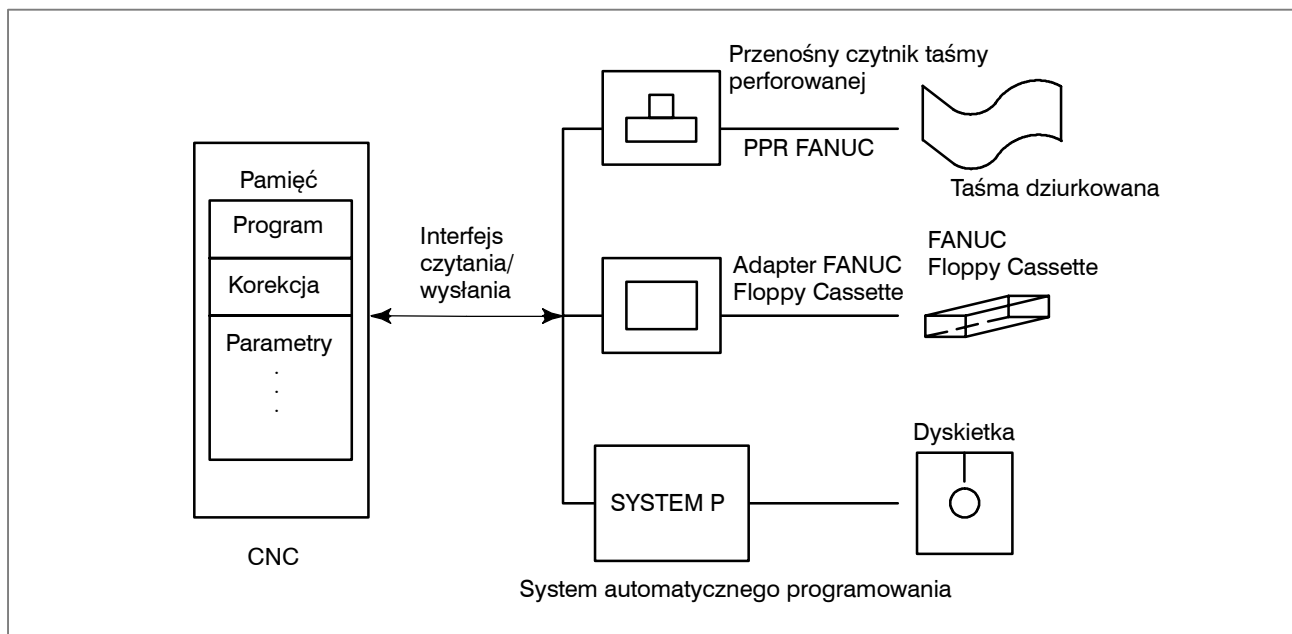 Przenośny czytnik taśmy
perforowanej
PPR FANUC
Taśma dziurkowana
Pamięć
Program
Korekcja
Parametry
.
.
.
CNC
Interfejs
czytania/
wysłania
Adapter FANUC
Floppy Cassette
FANUC
Floppy Cassette
Dyskietka
SYSTEM P
System automatycznego programowania